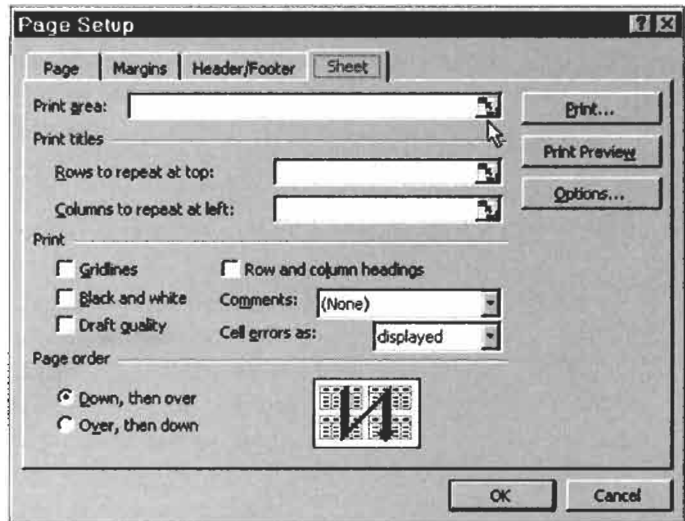 Page Setup
Page Margins Header/Footer Sheet
Print area:
Print...
Print titles
Print Preview
Rows to repeat at top:
Options...
Columns to repeat at left:
Print
Gridlines
Row and column headings
Black and white
Comments: (None)
Draft quality
Cell errors as: displayed
Page order
Down, then over
Over, then down
OK Cancel